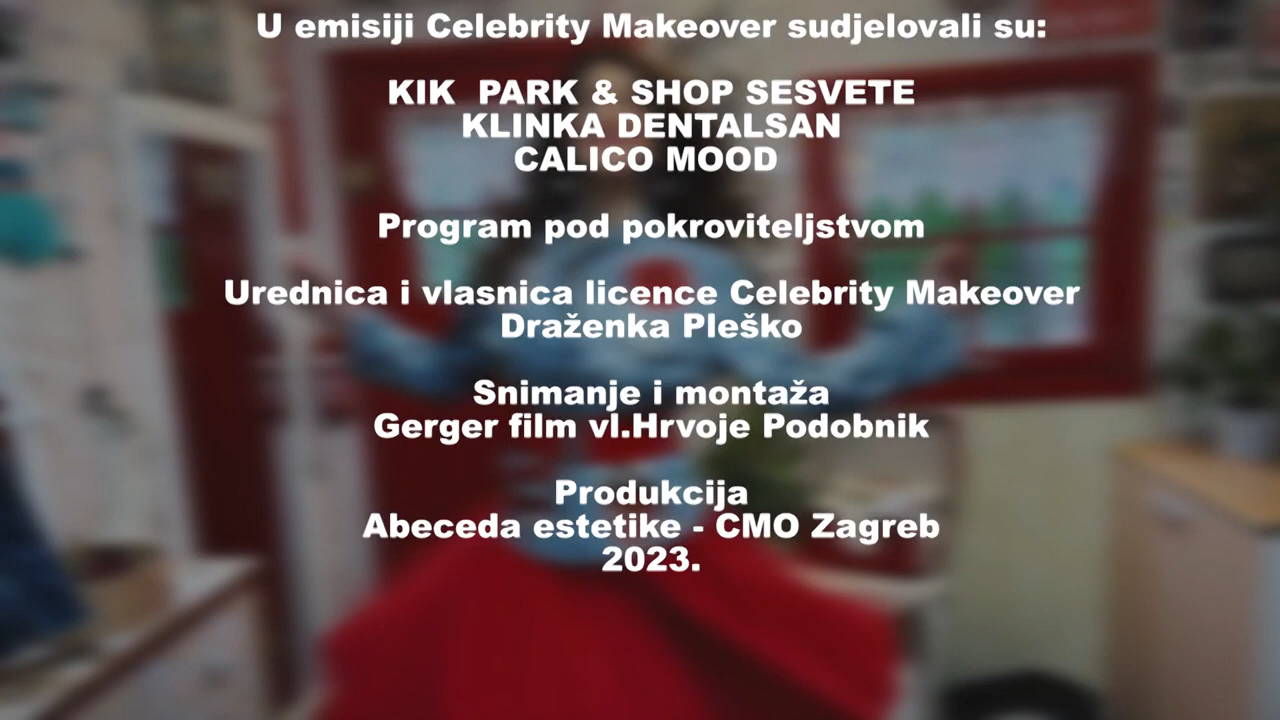 U emisiji Celebrity Makeover sudjelovali su:
KIK PARK & SHOP SESVETE
KLINKA DENTALSAN
CALICO MOOD
Program pod pokroviteljstvom
Urednica i vlasnica licence Celebrity Makeover
Draženka Pleško
Snimanje i montaža
Gerger film vl.Hrvoje Podobnik
Produkcija
Abeceda estetike - CMO Zagreb
2023.